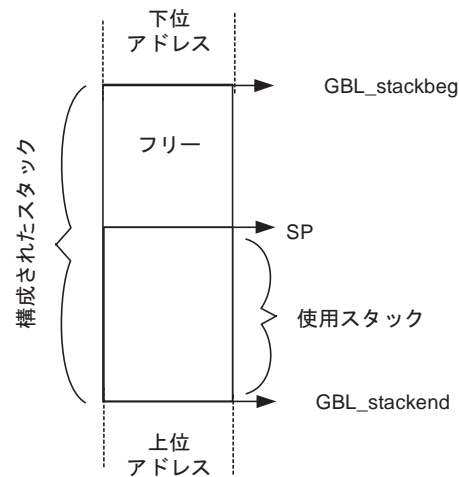 下位
アドレス
GBL_stackbeg
フリー
構成されたスタック
SP
使用スタック
GBL_stackend
上位
アドレス